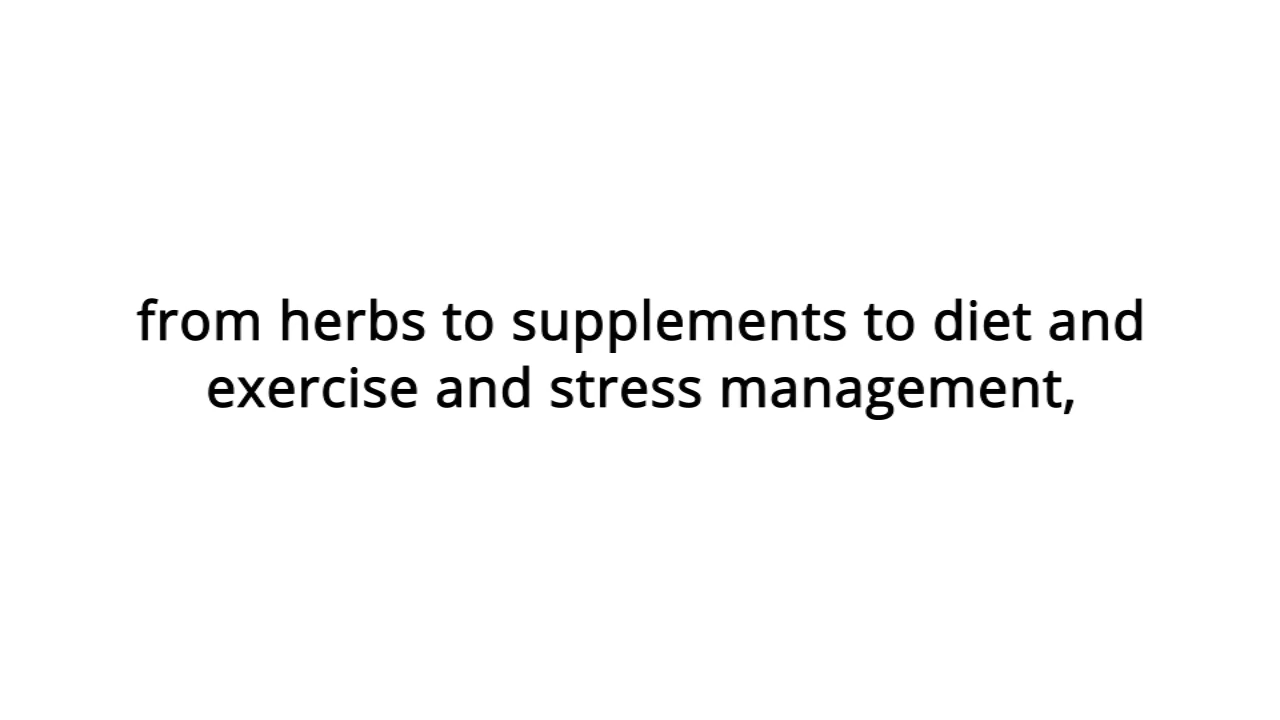 from herbs to supplements to diet and
exercise and stress management,